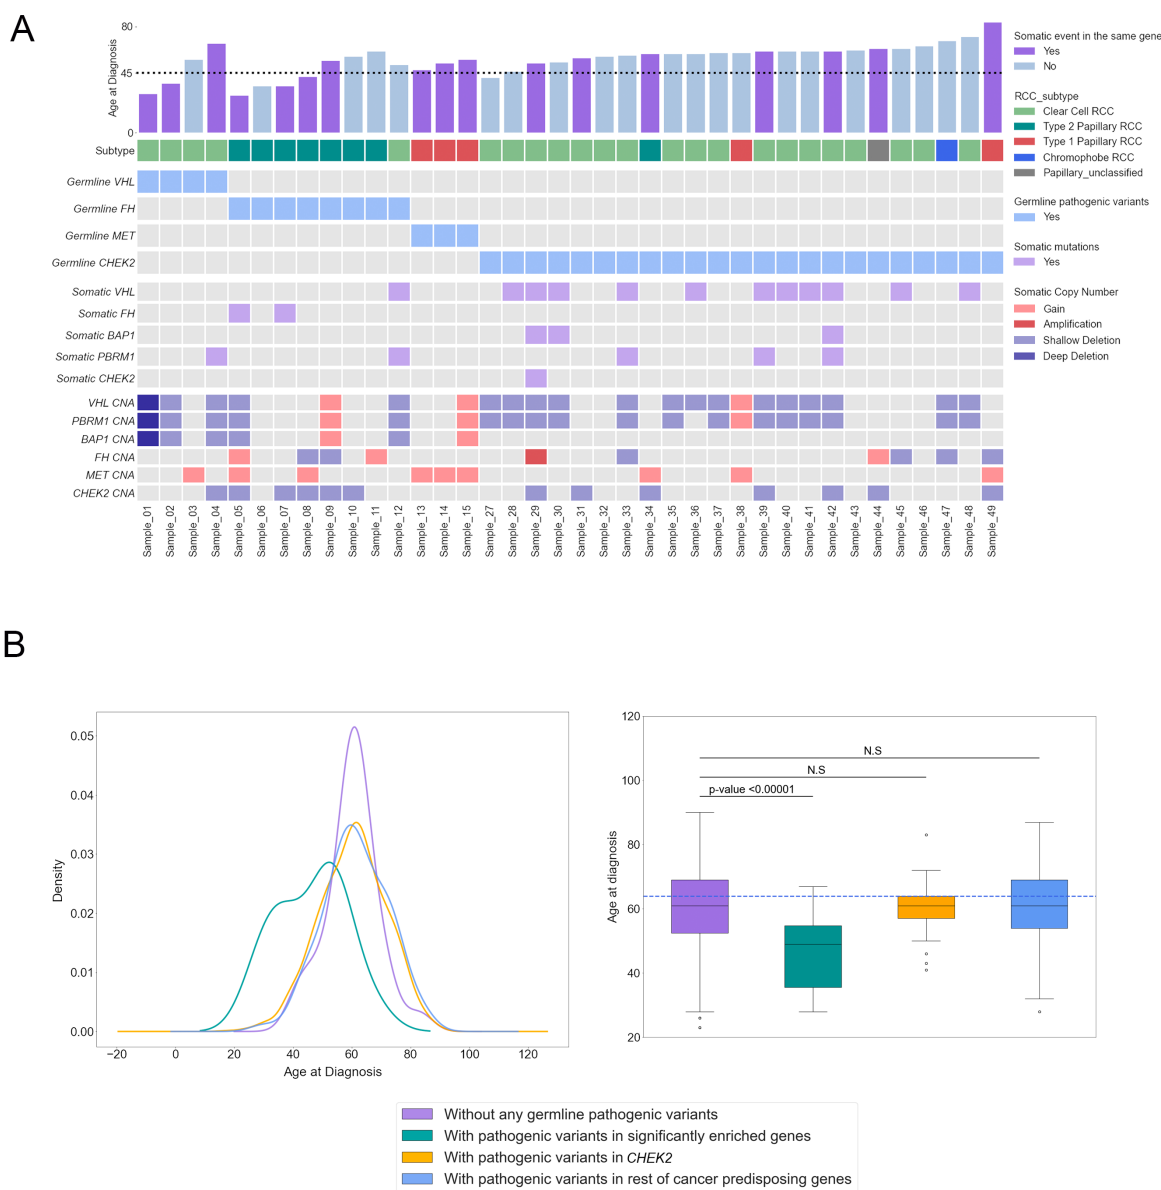 A
80
45
0
Age at Diagnosis
Somatic event in the same gene
Yes
No
RCC_subtype
Clear Cell RCC
Type 2 Papillary RCC
Type 1 Papillary RCC
Chromophobe RCC
Papillary_unclassified
Germline pathogenic variants
Yes
Somatic mutations
Yes
Somatic Copy Number
Gain
Amplification
Shallow Deletion
Deep Deletion
Subtype
Germline VHL
Germline FH
Germline MET
Germline CHEK2
Somatic VHL
Somatic FH
Somatic BAP1
Somatic PBRM1
Somatic CHEK2
VHL CNA
PBRM1 CNA
BAP1 CNA
FH CNA
MET CNA
CHEK2 CNA
Sample_01
Sample_02
Sample_03
Sample_04
Sample_05
Sample_06
Sample_07
Sample_08
Sample_09
Sample_10
Sample_11
Sample_12
Sample_13
Sample_14
Sample_15
Sample_27
Sample_28
Sample_29
Sample_30
Sample_31
Sample_32
Sample_33
Sample_34
Sample_35
Sample_36
Sample_37
Sample_38
Sample_39
Sample_40
Sample_41
Sample_42
Sample_43
Sample_44
Sample_45
Sample_46
Sample_47
Sample_48
Sample_49
B
0.05
0.04
0.03
0.02
0.01
0.00
Density
−20 0 20 40 60 80 100 120
Age at Diagnosis
120
100
80
60
40
20
Age at diagnosis
N.S
N.S
p-value <0.00001
Without any germline pathogenic variants
With pathogenic variants in significantly enriched genes
With pathogenic variants in CHEK2
With pathogenic variants in rest of cancer predisposing genes